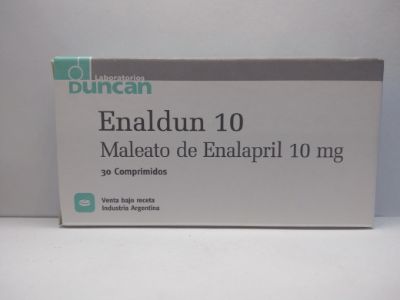 Laboratorios
Duncan
Enaldun 10
Maleato de Enalapril 10 mg
30 Comprimidos
Venta bajo receta
Industria Argentina